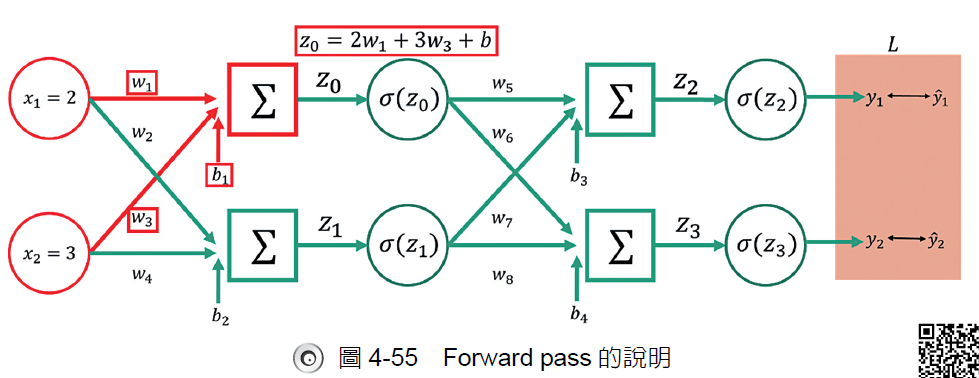 z₀ = 2w₁ + 3w₃ + b
L
x₁ = 2
w₁
Σ
z₀
σ(z₀)
w₅
Σ
z₂
σ(z₂)
y₁
ŷ₁
w₂
w₆
b₁
b₃
w₃
w₇
x₂ = 3
w₄
Σ
z₁
σ(z₁)
w₈
Σ
z₃
σ(z₃)
y₂
ŷ₂
b₂
b₄
圖 4-55 Forward pass 的說明